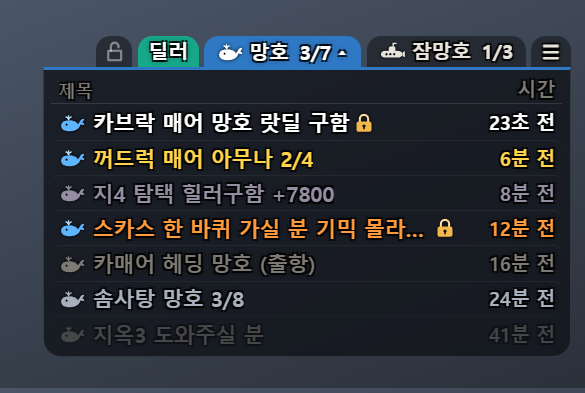 딜러 망호 3/7 잠망호 1/3
제목 시간
카브락 매어 망호 랏딜 구함 23초 전
꺼드럭 매어 아무나 2/4 6분 전
지4 탐택 힐러구함 +7800 8분 전
스카스 한 바퀴 가실 분 기믹 몰라... 12분 전
카매어 헤딩 망호 (출항) 16분 전
솜사탕 망호 3/8 24분 전
지옥3 도와주실 분 41분 전